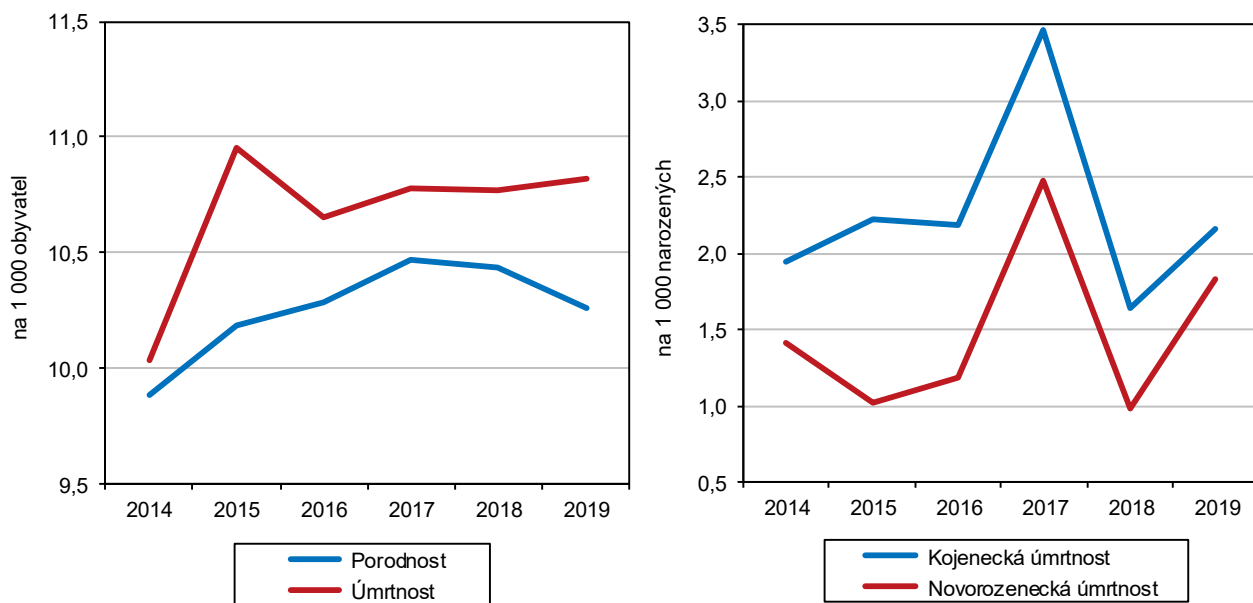 na 1 000 obyvatel
11,5
11,0
10,5
10,0
9,5
2014 2015 2016 2017 2018 2019
Porodnost
Úmrtnost
na 1 000 narozených
3,5
3,0
2,5
2,0
1,5
1,0
0,5
2014 2015 2016 2017 2018 2019
Kojenecká úmrtnost
Novorozenecká úmrtnost